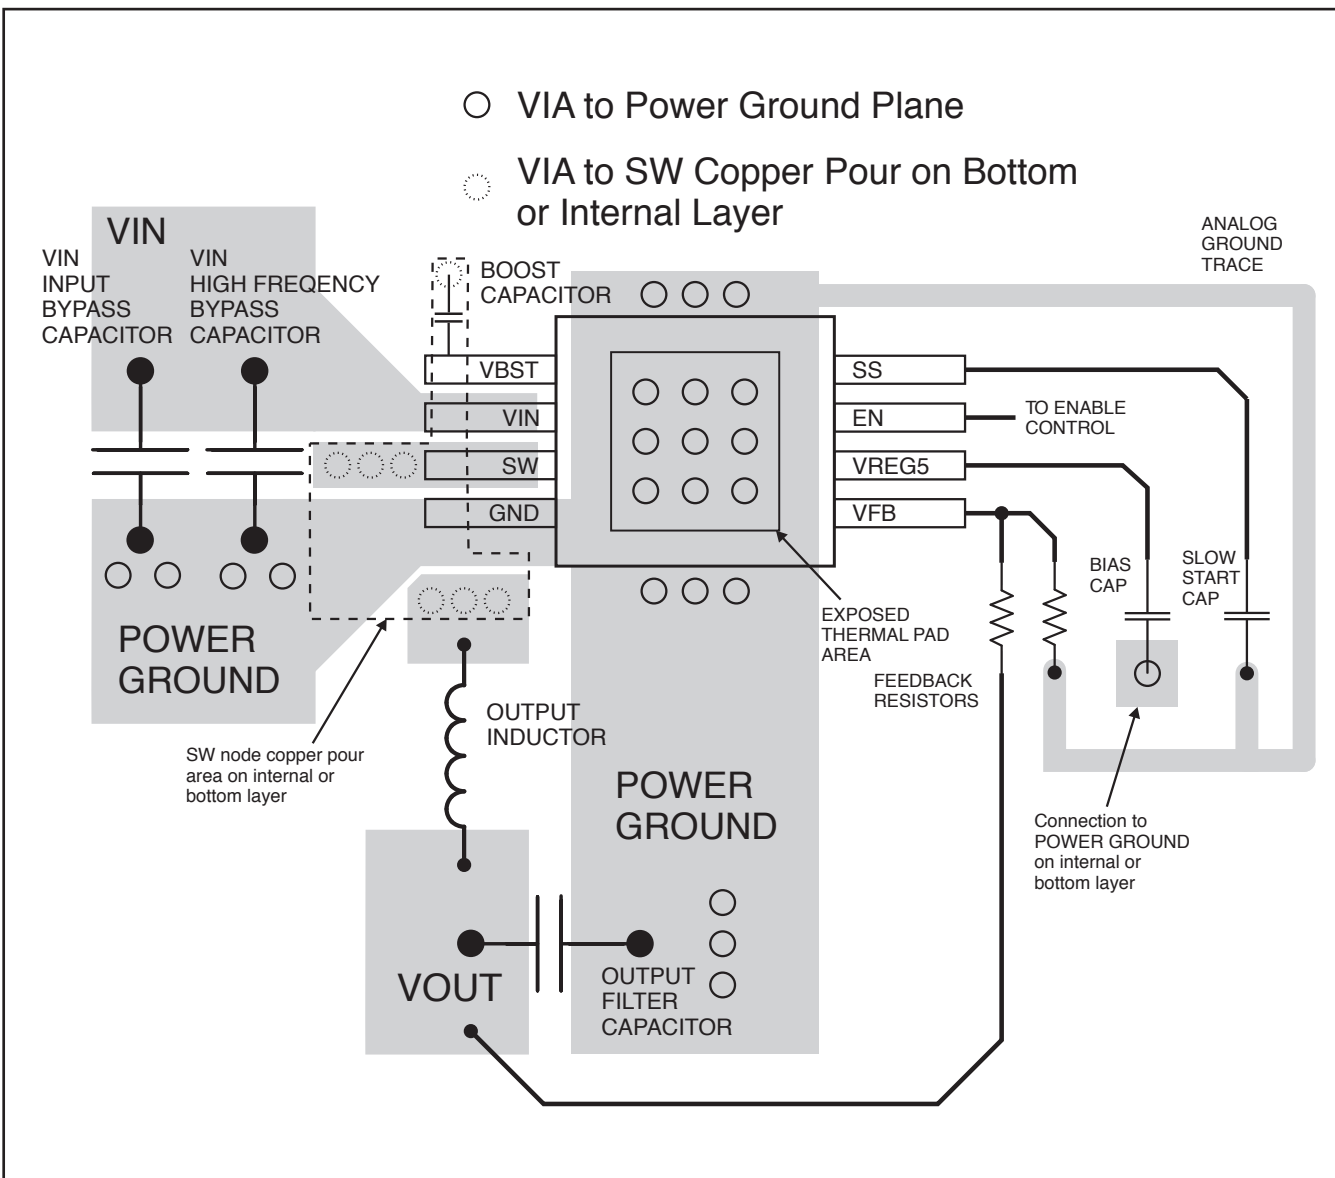 VIA to Power Ground Plane
VIA to SW Copper Pour on Bottom
or Internal Layer
ANALOG
GROUND
TRACE
VIN
VIN
INPUT
BYPASS
CAPACITOR
VIN
HIGH FREQENCY
BYPASS
CAPACITOR
BOOST
CAPACITOR
VBST
VIN
SW
GND
SS
EN
VREG5
VFB
TO ENABLE
CONTROL
BIAS
CAP
SLOW
START
CAP
EXPOSED
THERMAL PAD
AREA
FEEDBACK
RESISTORS
POWER
GROUND
SW node copper pour
area on internal or
bottom layer
OUTPUT
INDUCTOR
POWER
GROUND
Connection to
POWER GROUND
on internal or
bottom layer
VOUT
OUTPUT
FILTER
CAPACITOR